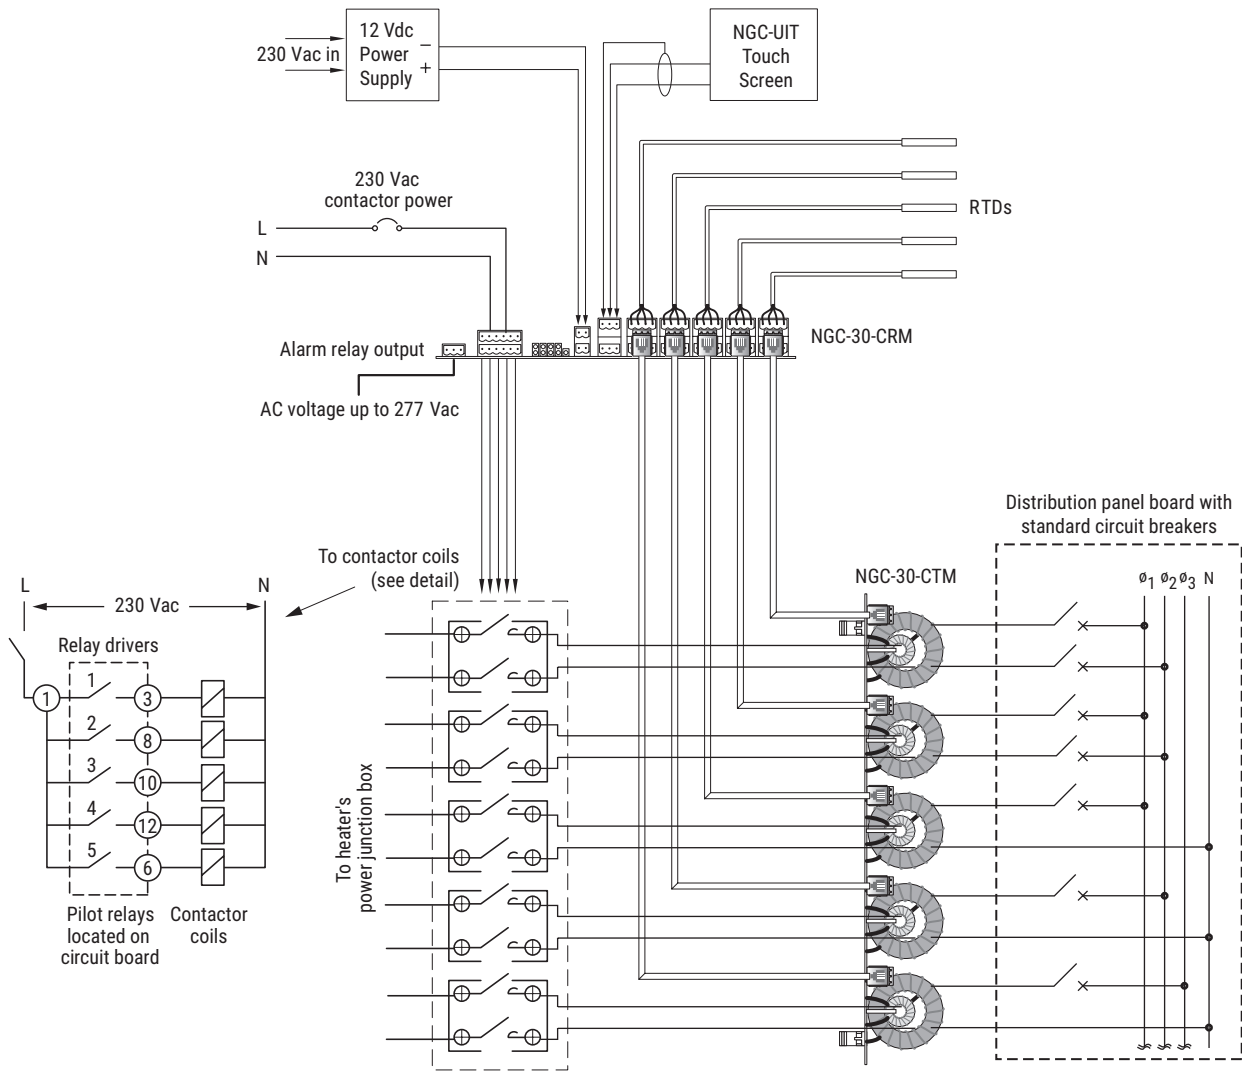 12 Vdc
Power
Supply
−
+
230 Vac in
NGC-UIT
Touch
Screen
230 Vac
contactor power
L
N
RTDs
NGC-30-CRM
Alarm relay output
AC voltage up to 277 Vac
Distribution panel board with
standard circuit breakers
To contactor coils
(see detail)
NGC-30-CTM
ø1 ø2 ø3 N
L
N
230 Vac
Relay drivers
1
1
3
2
8
3
10
4
12
5
6
Pilot relays
located on
circuit board
Contactor
coils
To heater's
power junction box